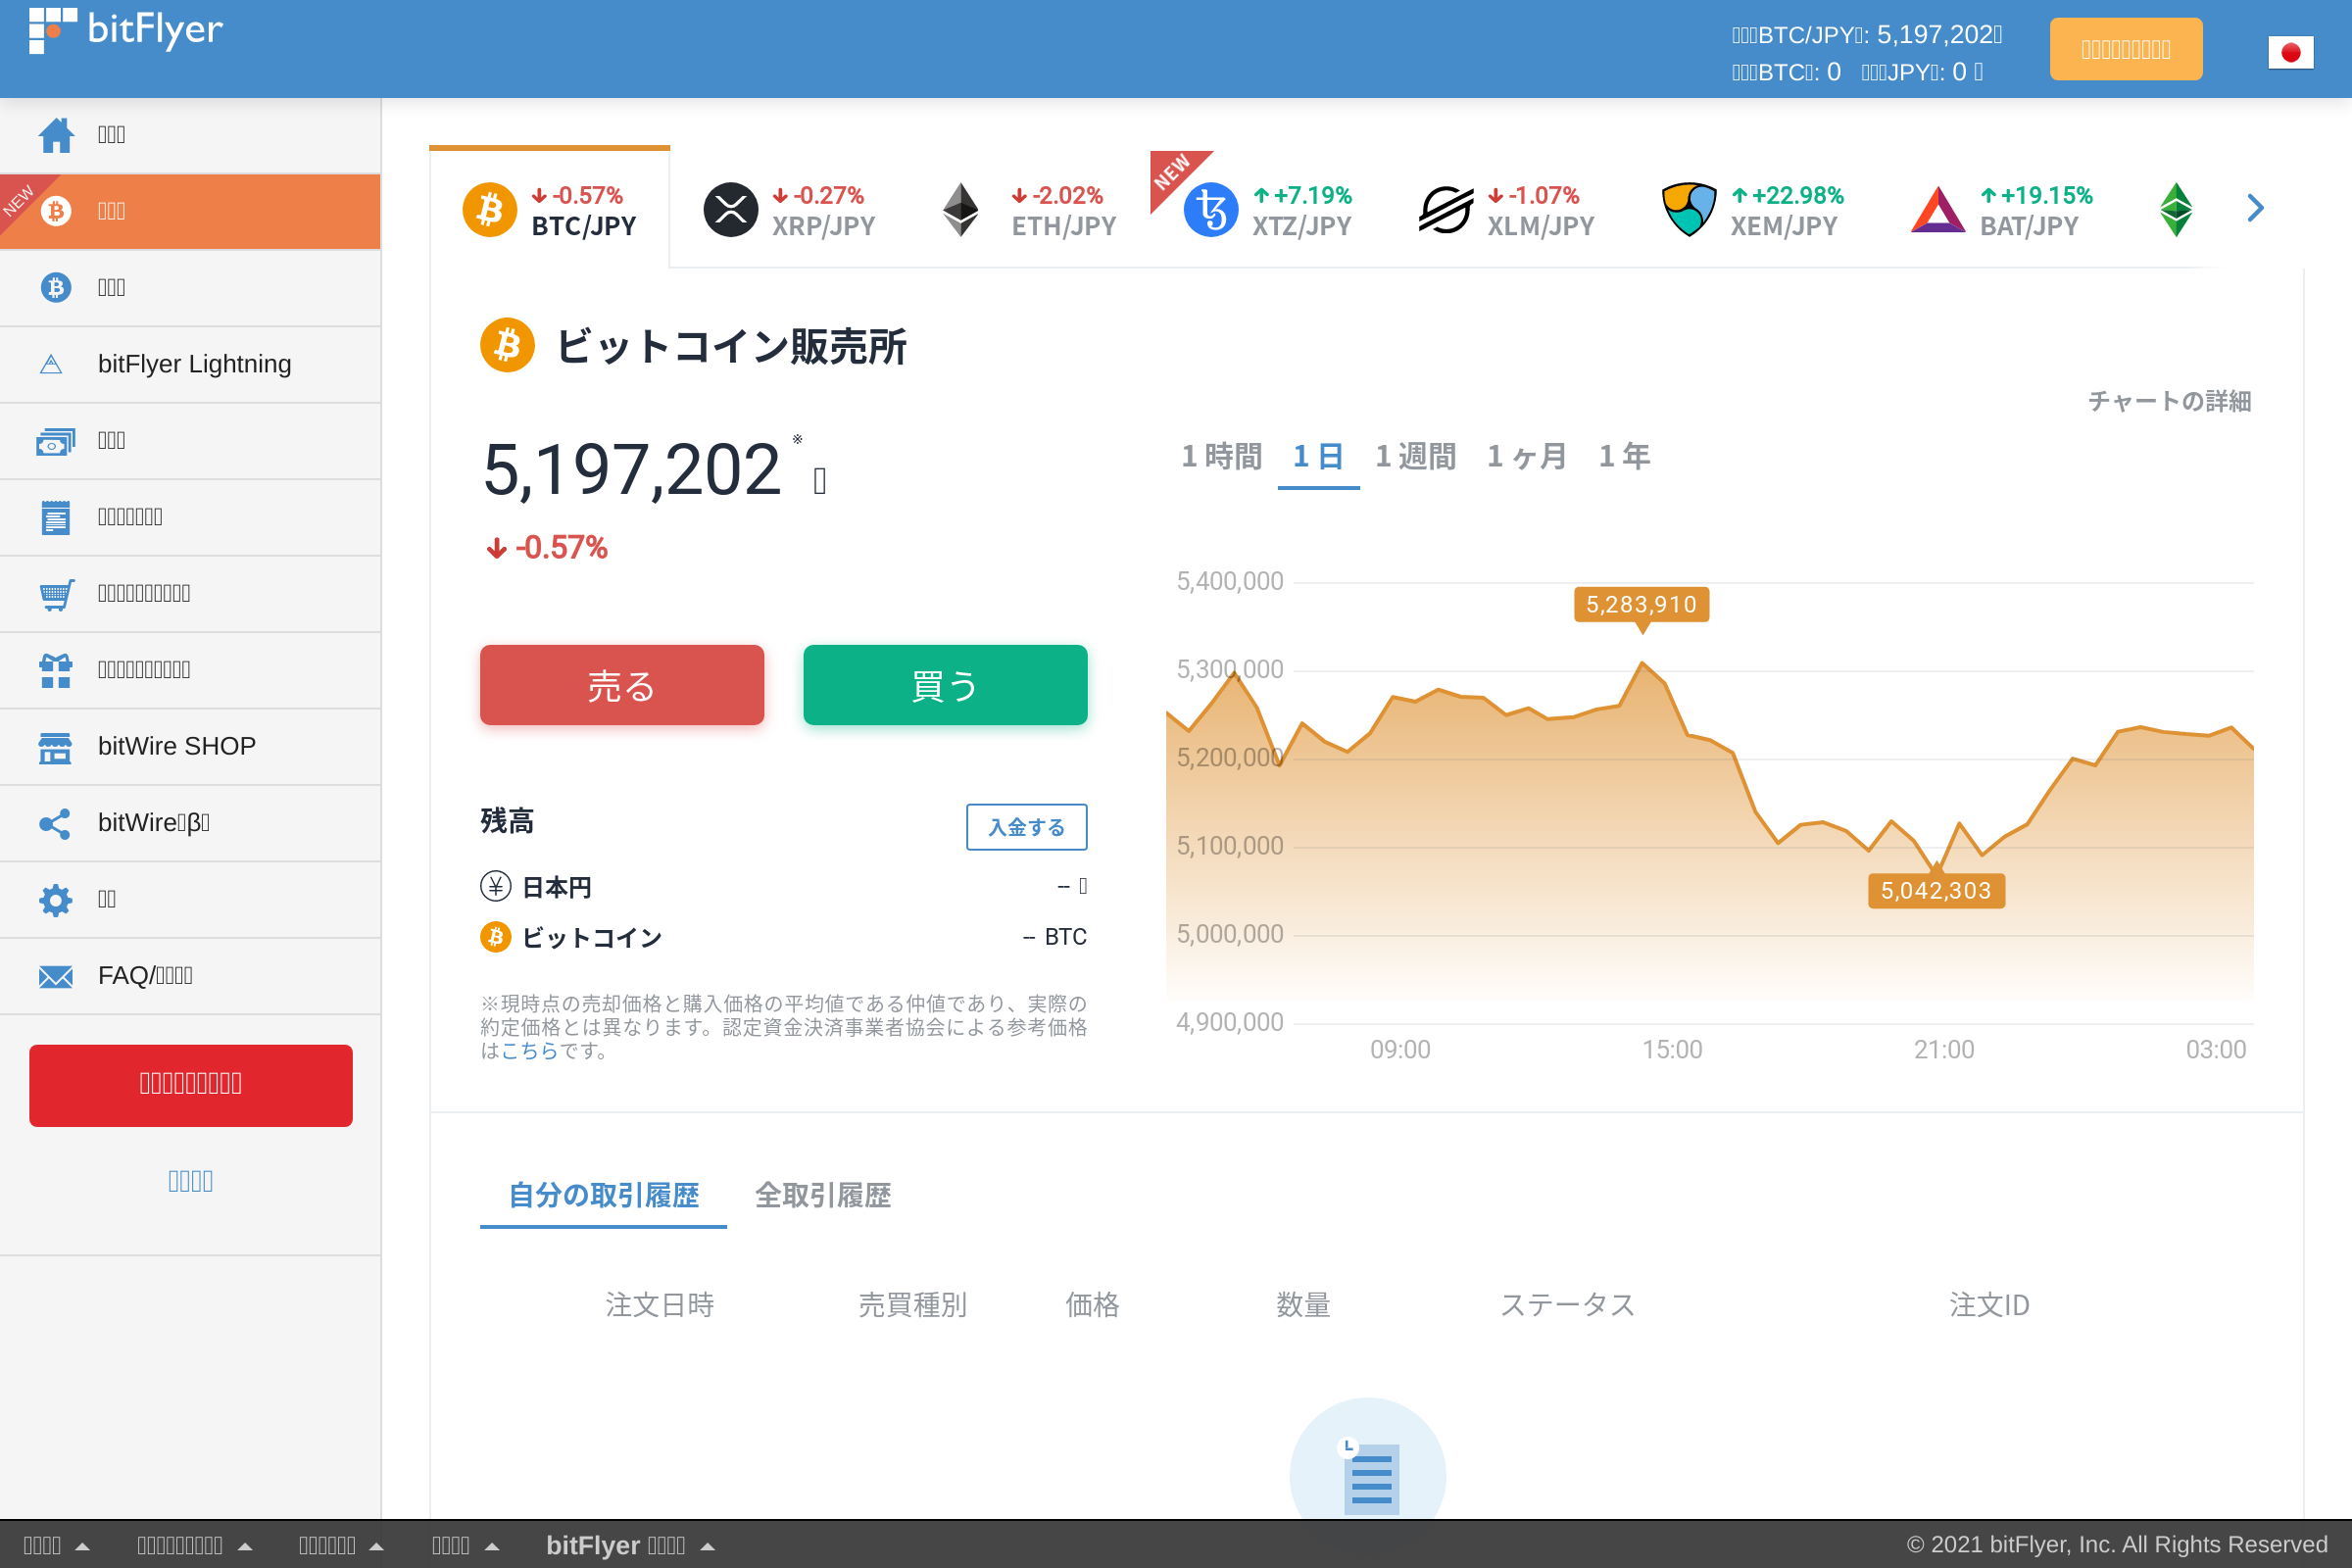 bitFlyer
BTC/JPY: 5,197,202
BTC: 0 JPY: 0
NEW
bitFlyer Lightning
bitWire SHOP
bitWire β
FAQ/
-0.57%
BTC/JPY
-0.27%
XRP/JPY
-2.02%
ETH/JPY
NEW
+7.19%
XTZ/JPY
-1.07%
XLM/JPY
+22.98%
XEM/JPY
+19.15%
BAT/JPY
ビットコイン販売所
チャートの詳細
5,197,202 ※
-0.57%
1 時間 1 日 1 週間 1 ヶ月 1 年
売る 買う
残高 入金する
日本円 --
ビットコイン -- BTC
※現時点の売却価格と購入価格の平均値である仲値であり、実際の
約定価格とは異なります。認定資金決済事業者協会による参考価格
はこちらです。
5,400,000
5,283,910
5,300,000
5,200,000
5,100,000
5,042,303
5,000,000
4,900,000
09:00 15:00 21:00 03:00
自分の取引履歴 全取引履歴
注文日時 売買種別 価格 数量 ステータス 注文ID
bitFlyer
© 2021 bitFlyer, Inc. All Rights Reserved